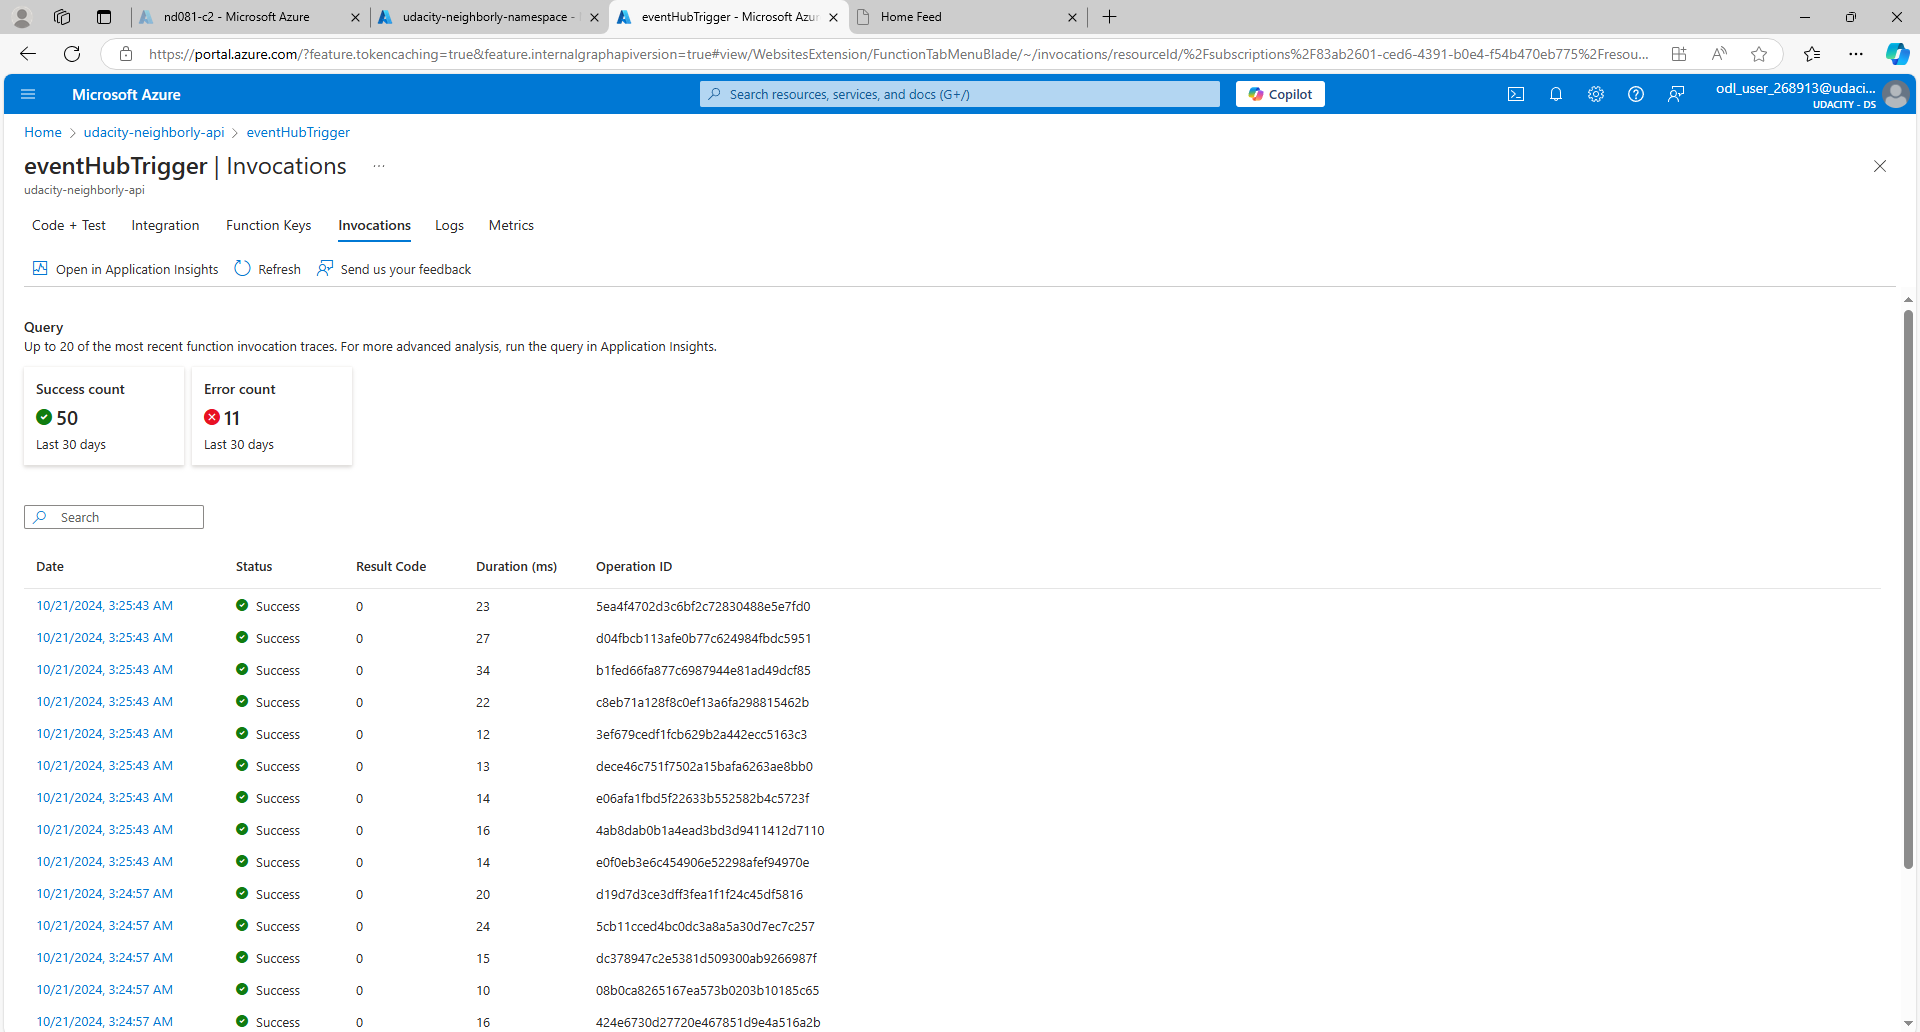 nd081-c2 - Microsoft Azure
udacity-neighborly-namespace -
eventHubTrigger - Microsoft Azur
Home Feed
https://portal.azure.com/?feature.tokencaching=true&feature.internalgraphapiversion=true#view/WebsitesExtension/FunctionTabMenuBlade/~/invocations/resourceId/%2Fsubscriptions%2F83ab2601-ced6-4391-b0e4-f54b470eb775%2Fresou...
Microsoft Azure
Search resources, services, and docs (G+/)
Copilot
odl_user_268913@udaci...
UDACITY - DS
Home > udacity-neighborly-api > eventHubTrigger
eventHubTrigger | Invocations ...
udacity-neighborly-api
Code + Test Integration Function Keys Invocations Logs Metrics
Open in Application Insights Refresh Send us your feedback
Query
Up to 20 of the most recent function invocation traces. For more advanced analysis, run the query in Application Insights.
Success count Error count
50 11
Last 30 days Last 30 days
Search
Date Status Result Code Duration (ms) Operation ID
10/21/2024, 3:25:43 AM Success 0 23 5ea4f4702d3c6bf2c72830488e5e7fd0
10/21/2024, 3:25:43 AM Success 0 27 d04fbcb113afe0b77c624984fbdc5951
10/21/2024, 3:25:43 AM Success 0 34 b1fed66fa877c6987944e81ad49dcf85
10/21/2024, 3:25:43 AM Success 0 22 c8eb71a128f8c0ef13a6fa298815462b
10/21/2024, 3:25:43 AM Success 0 12 3ef679cedf1fcb629b2a442ecc5163c3
10/21/2024, 3:25:43 AM Success 0 13 dece46c751f7502a15bafa6263ae8bb0
10/21/2024, 3:25:43 AM Success 0 14 e06afa1fbd5f22633b552582b4c5723f
10/21/2024, 3:25:43 AM Success 0 16 4ab8dab0b1a4ead3bd3d9411412d7110
10/21/2024, 3:25:43 AM Success 0 14 e0f0eb3e6c454906e52298afef94970e
10/21/2024, 3:24:57 AM Success 0 20 d19d7d3ce3dff3fea1f1f24c45df5816
10/21/2024, 3:24:57 AM Success 0 24 5cb11cced4bc0dc3a8a5a30d7ec7c257
10/21/2024, 3:24:57 AM Success 0 15 dc378947c2e5381d509300ab9266987f
10/21/2024, 3:24:57 AM Success 0 10 08b0ca8265167ea573b0203b10185c65
10/21/2024, 3:24:57 AM Success 0 16 424e6730d27720e467851d9e4a516a2b